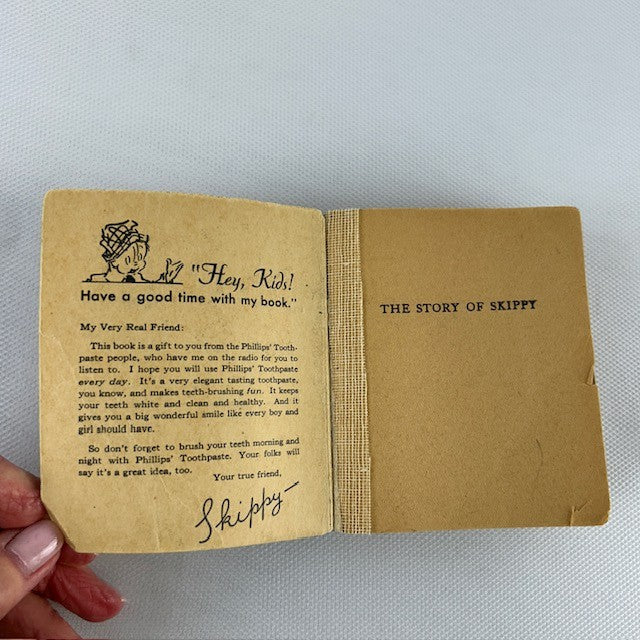 "Hey, Kids!
Have a good time with my book."
My Very Real Friend:
This book is a gift to you from the Phillips' Tooth-
paste people, who have me on the radio for you to
listen to. I hope you will use Phillips' Toothpaste
every day. It's a very elegant tasting toothpaste,
you know, and makes teeth-brushing fun. It keeps
your teeth white and clean and healthy. And it
gives you a big wonderful smile like every boy and
girl should have.
So don't forget to brush your teeth morning and
night with Phillips' Toothpaste. Your folks will
say it's a great idea, too.
Your true friend,
Skippy
THE STORY OF SKIPPY